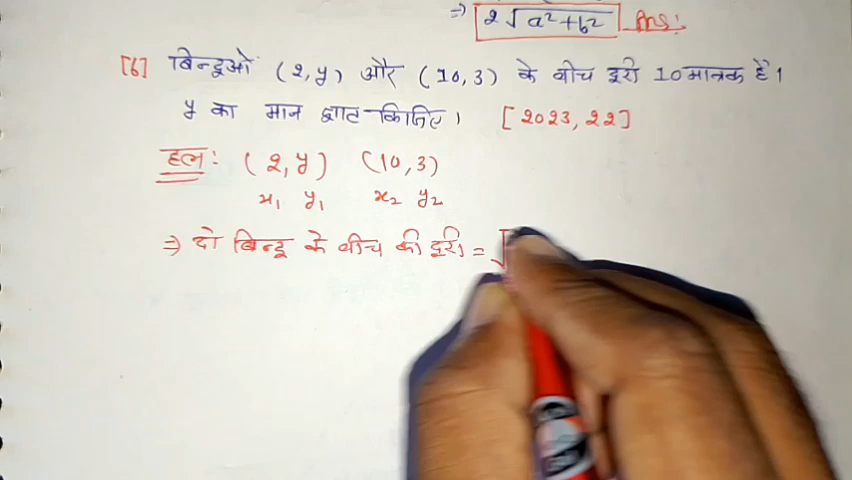 ⇒ 2√a²+b² Ans:
[6] बिन्दुओं (2,y) और (10,3) के बीच दूरी 10 मात्रक है।
y का मान ज्ञात किजिए। [2023, 22]
हल: (2,y) (10,3)
x₁ y₁ x₂ y₂
⇒ दो बिन्दू के बीच की दूरी = √